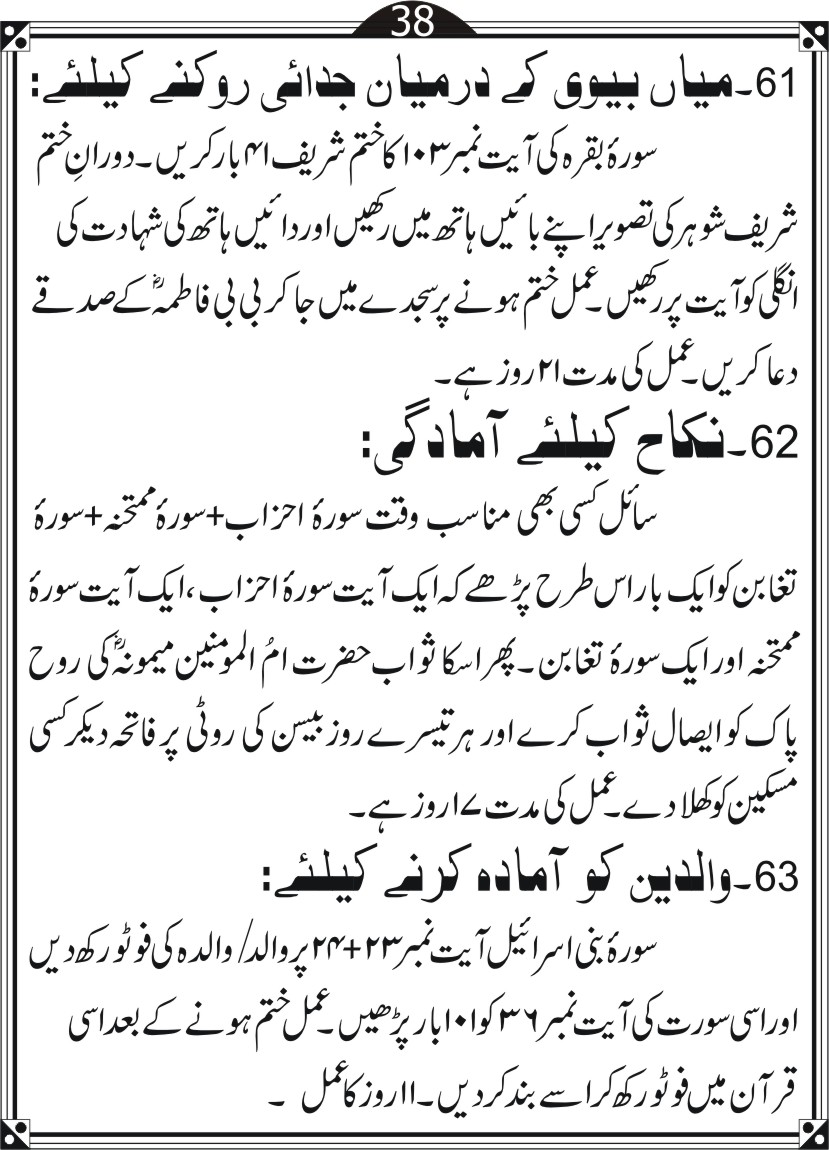 38
61۔میاں بیوی کے درمیان جدائی روکنے کیلئے:
سورۂ بقرہ کی آیت نمبر ۱۰۳ کا ختم شریف ۴۱ بار کریں۔ دورانِ ختم
شریف شوہر کی تصویر اپنے بائیں ہاتھ میں رکھیں اور دائیں ہاتھ کی شہادت کی
انگلی کو آیت پر رکھیں۔ عمل ختم ہونے پر سجدے میں جا کر بی بی فاطمہؓ کے صدقے
دعا کریں۔ عمل کی مدت ۲۱ روز ہے۔
62۔نکاح کیلئے آمادگی:
سائل کسی بھی مناسب وقت سورۂ احزاب+سورۂ ممتحنہ+سورۂ
تغابن کو ایک بار اس طرح پڑھے کہ ایک آیت سورۂ احزاب، ایک آیت سورۂ
ممتحنہ اور ایک سورۂ تغابن۔ پھر اسکا ثواب حضرت امُ المومنین میمونہؓ کی روح
پاک کو ایصال ثواب کرے اور ہر تیسرے روز بیسن کی روٹی پر فاتحہ دیکر کسی
مسکین کو کھلا دے۔ عمل کی مدت ۱۷ روز ہے۔
63۔والدین کو آمادہ کرنے کیلئے:
سورۂ بنی اسرائیل آیت نمبر ۲۳+۲۴ پر والد/ والدہ کی فوٹو رکھ دیں
اور اسی سورت کی آیت نمبر ۳۶ کو ۱۰۱ بار پڑھیں۔ عمل ختم ہونے کے بعد اسی
قرآن میں فوٹو رکھ کر اسے بند کر دیں۔ ۱۱ روز کا عمل ۔